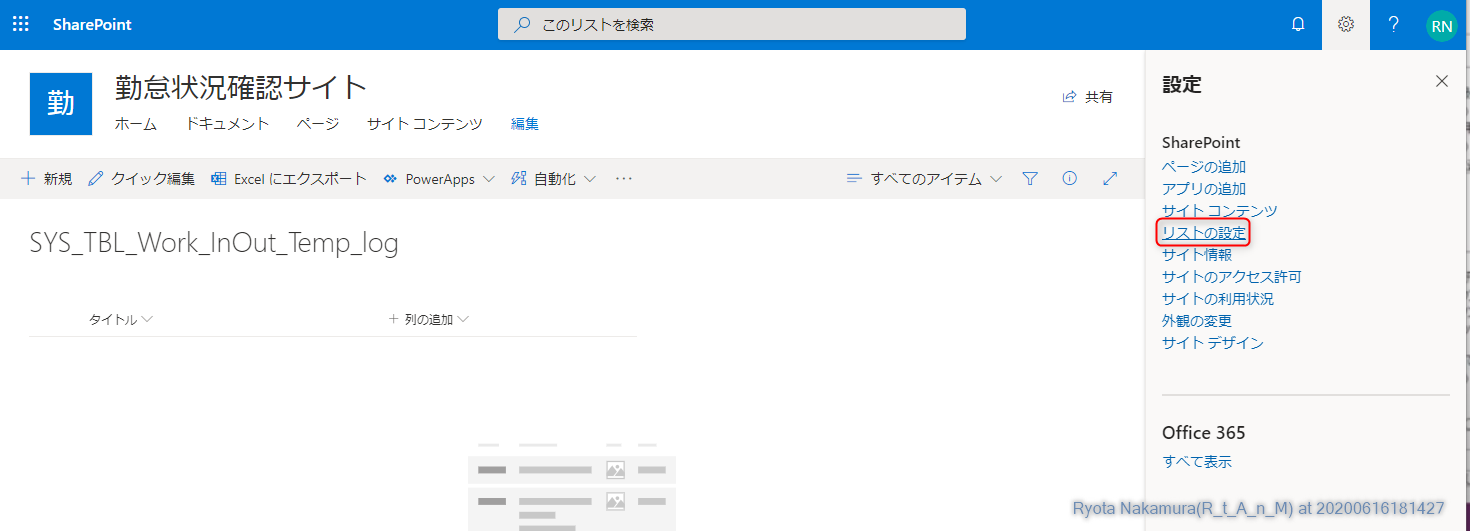 SharePoint
このリストを検索
RN
勤
勤怠状況確認サイト
ホーム ドキュメント ページ サイト コンテンツ 編集
共有
新規 クイック編集 Excel にエクスポート PowerApps 自動化 ···
すべてのアイテム
SYS_TBL_Work_InOut_Temp_log
タイトル + 列の追加
設定
SharePoint
ページの追加
アプリの追加
サイト コンテンツ
リストの設定
サイト情報
サイトのアクセス許可
サイトの利用状況
外観の変更
サイト デザイン
Office 365
すべて表示
Ryota Nakamura(R_t_A_n_M) at 20200616181427